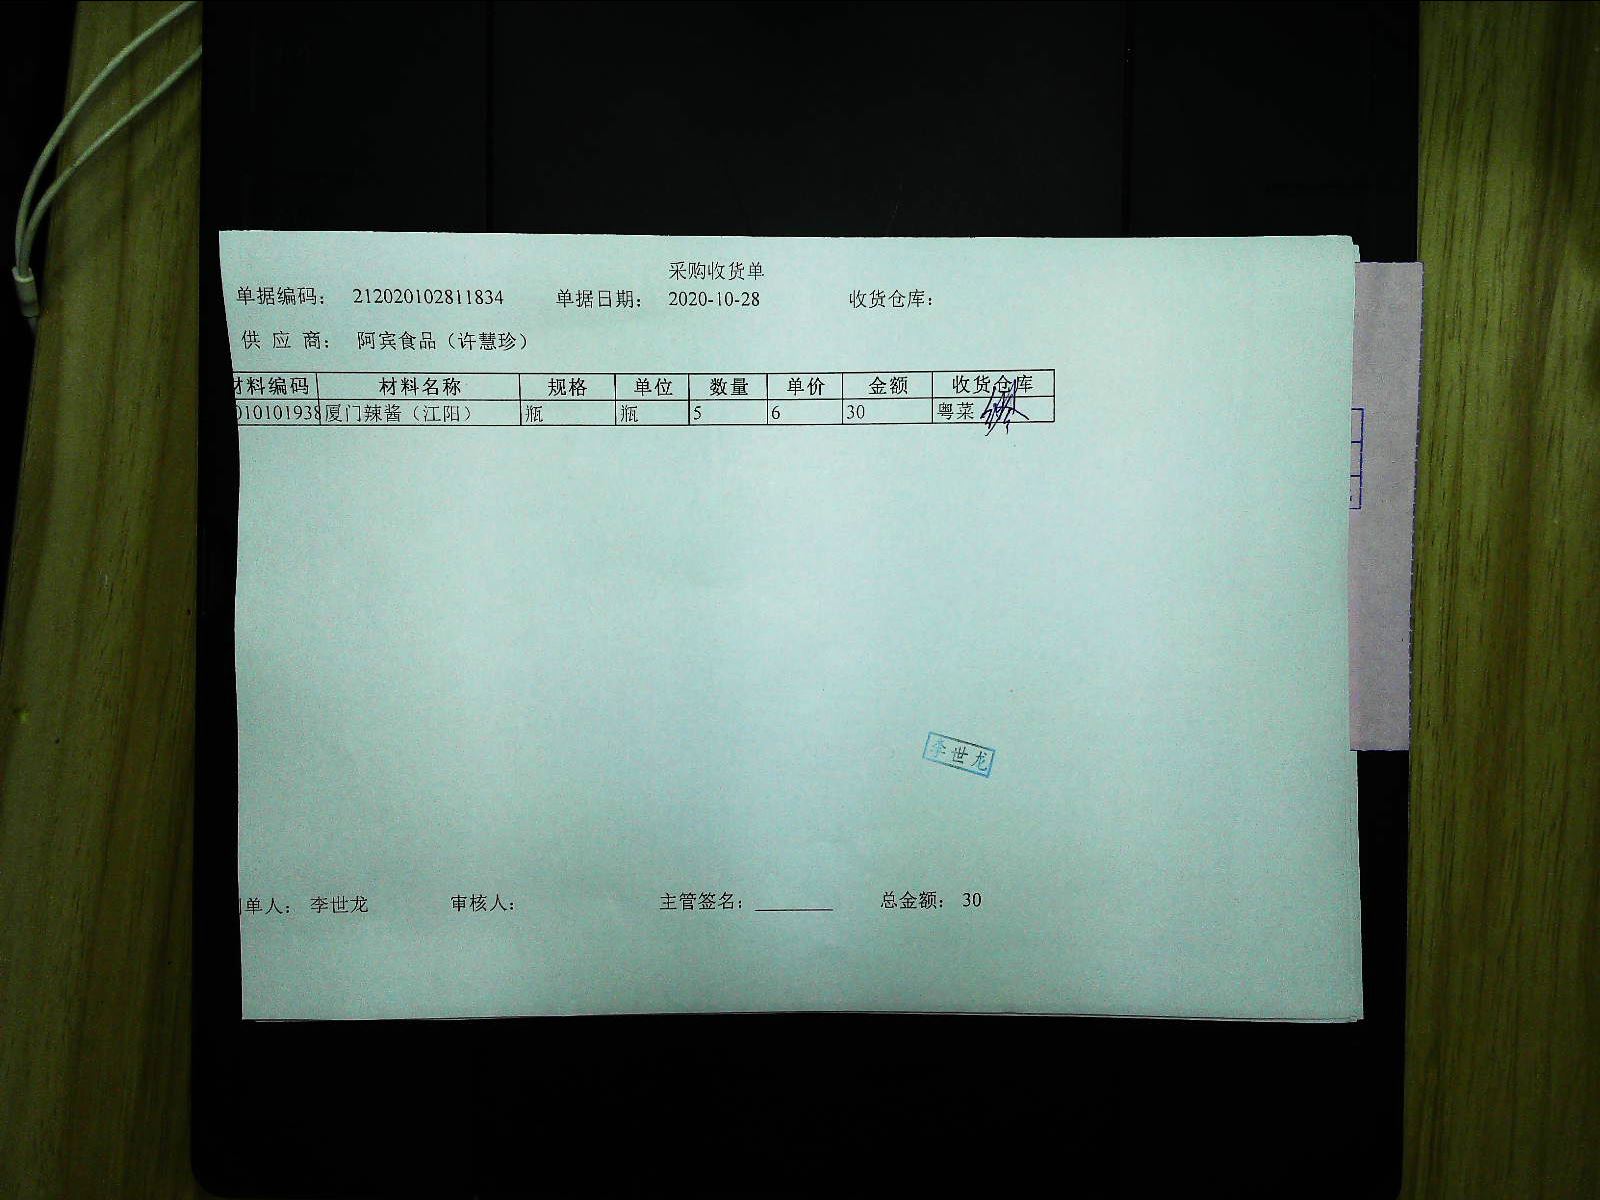 采购收货单
单据编码： 212020102811834 单据日期： 2020-10-28 收货仓库：
供 应 商： 阿宾食品（许慧珍）
材料编码 材料名称 规格 单位 数量 单价 金额 收货仓库
010101938 厦门辣酱（江阳） 瓶 瓶 5 6 30 粤菜
李世龙
单人： 李世龙 审核人： 主管签名： ________ 总金额： 30